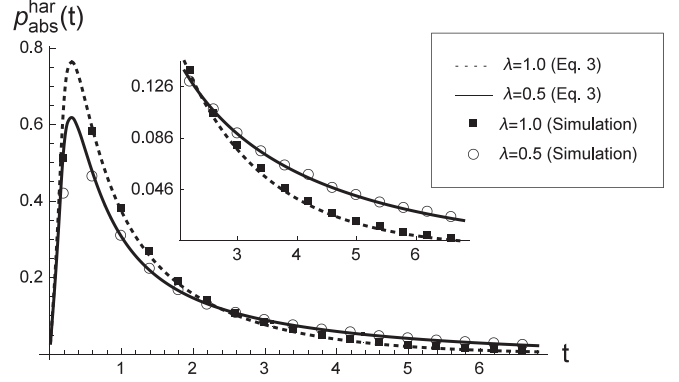 p_abs^har(t)
0.8
0.6
0.4
0.2
1 2 3 4 5 6 t
0.126
0.086
0.046
3 4 5 6
λ=1.0 (Eq. 3)
λ=0.5 (Eq. 3)
λ=1.0 (Simulation)
λ=0.5 (Simulation)